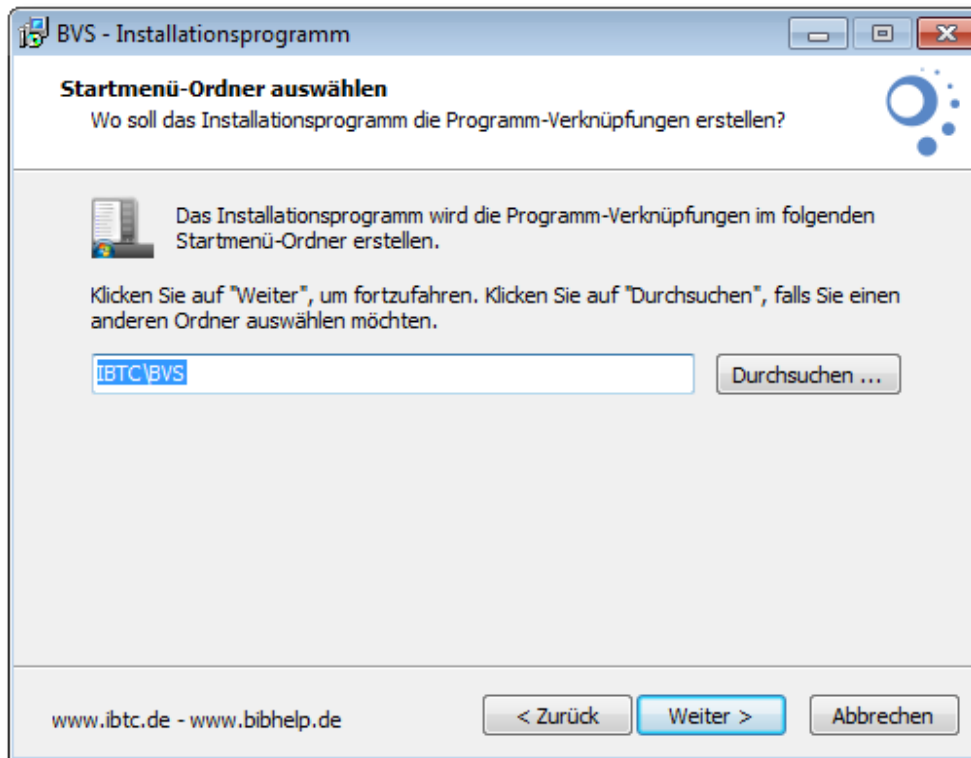 BVS - Installationsprogramm
Startmenü-Ordner auswählen
Wo soll das Installationsprogramm die Programm-Verknüpfungen erstellen?
Das Installationsprogramm wird die Programm-Verknüpfungen im folgenden
Startmenü-Ordner erstellen.
Klicken Sie auf "Weiter", um fortzufahren. Klicken Sie auf "Durchsuchen", falls Sie einen
anderen Ordner auswählen möchten.
IBTC\BVS
Durchsuchen ...
www.ibtc.de - www.bibhelp.de
< Zurück
Weiter >
Abbrechen